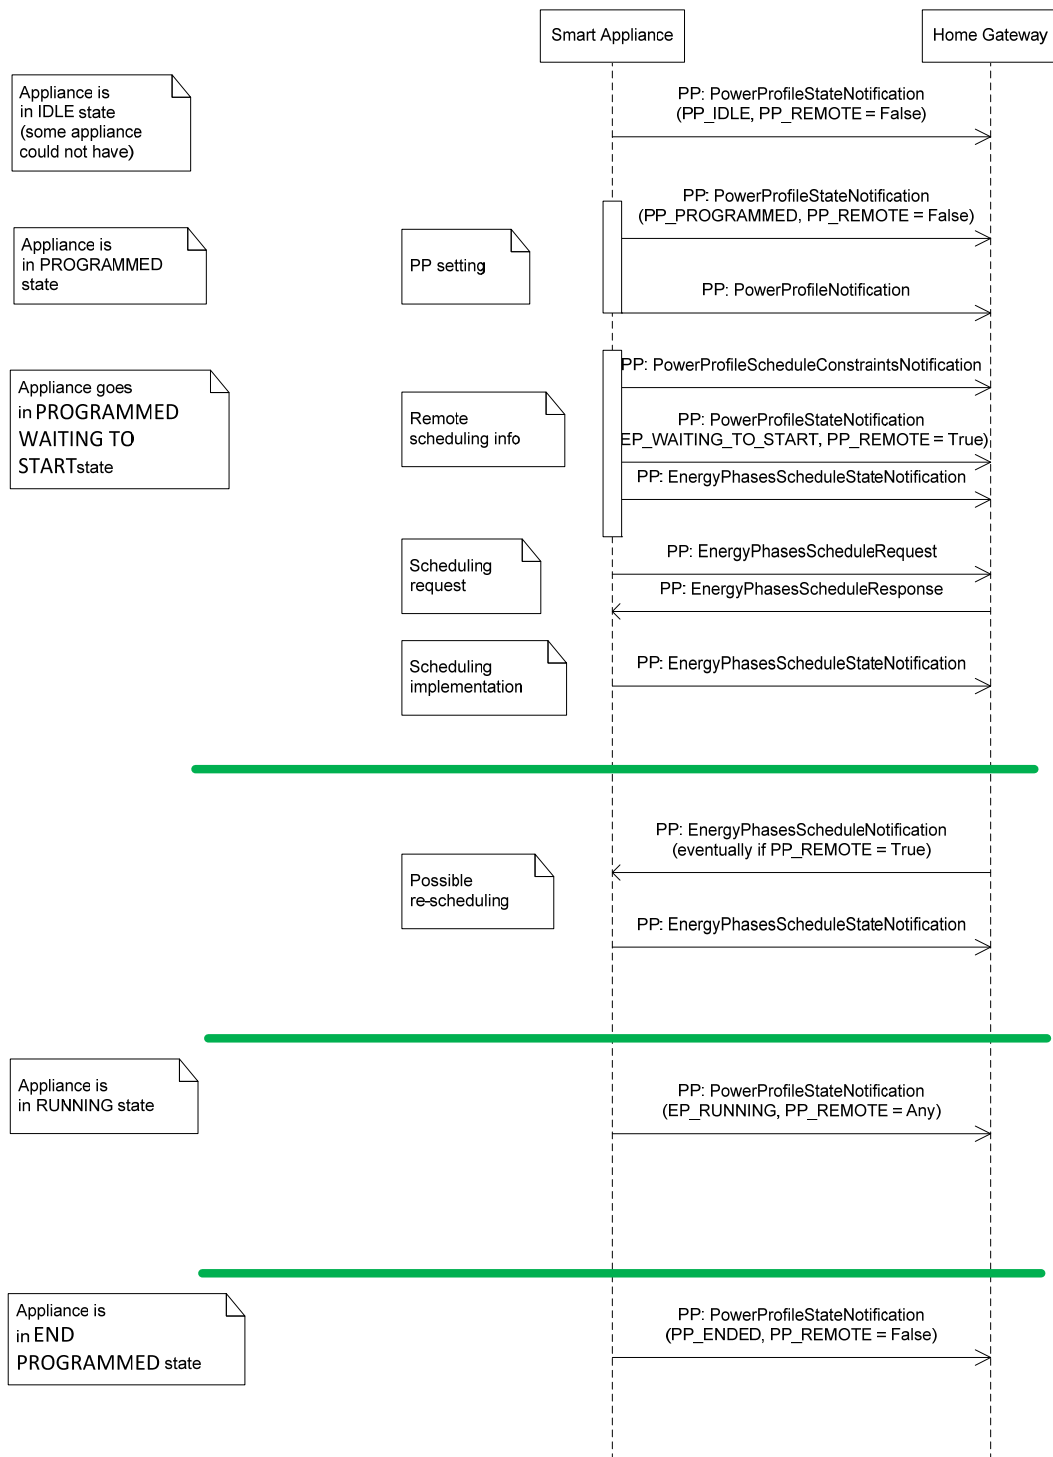 Smart Appliance
Home Gateway
Appliance is
in IDLE state
(some appliance
could not have)
PP: PowerProfileStateNotification
(PP_IDLE, PP_REMOTE = False)
PP: PowerProfileStateNotification
(PP_PROGRAMMED, PP_REMOTE = False)
Appliance is
in PROGRAMMED
state
PP setting
PP: PowerProfileNotification
PP: PowerProfileScheduleConstraintsNotification
Appliance goes
in PROGRAMMED
WAITING TO
START state
Remote
scheduling info
PP: PowerProfileStateNotification
EP_WAITING_TO_START, PP_REMOTE = True)
PP: EnergyPhasesScheduleStateNotification
Scheduling
request
PP: EnergyPhasesScheduleRequest
PP: EnergyPhasesScheduleResponse
Scheduling
implementation
PP: EnergyPhasesScheduleStateNotification
PP: EnergyPhasesScheduleNotification
(eventually if PP_REMOTE = True)
Possible
re-scheduling
PP: EnergyPhasesScheduleStateNotification
Appliance is
in RUNNING state
PP: PowerProfileStateNotification
(EP_RUNNING, PP_REMOTE = Any)
Appliance is
in END
PROGRAMMED state
PP: PowerProfileStateNotification
(PP_ENDED, PP_REMOTE = False)